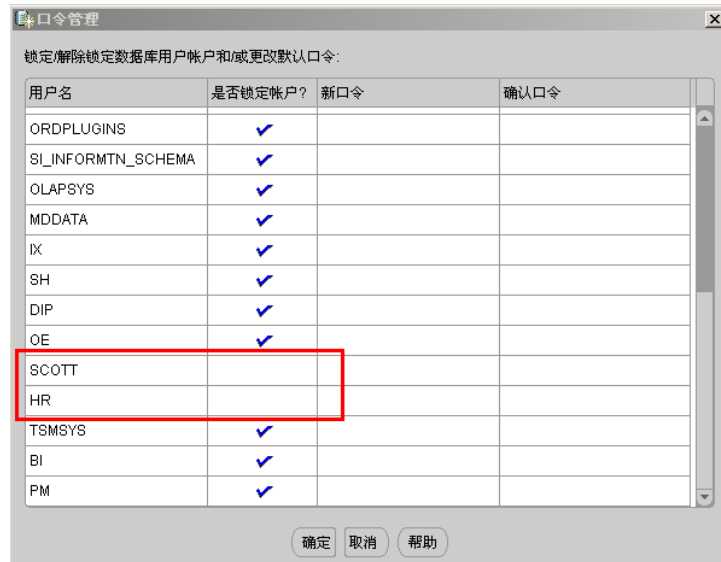 口令管理
锁定/解除锁定数据库用户帐户和/或更改默认口令:
用户名 是否锁定帐户? 新口令 确认口令
ORDPLUGINS
SI_INFORMTN_SCHEMA
OLAPSYS
MDDATA
IX
SH
DIP
OE
SCOTT
HR
TSMSYS
BI
PM
确定 取消 帮助